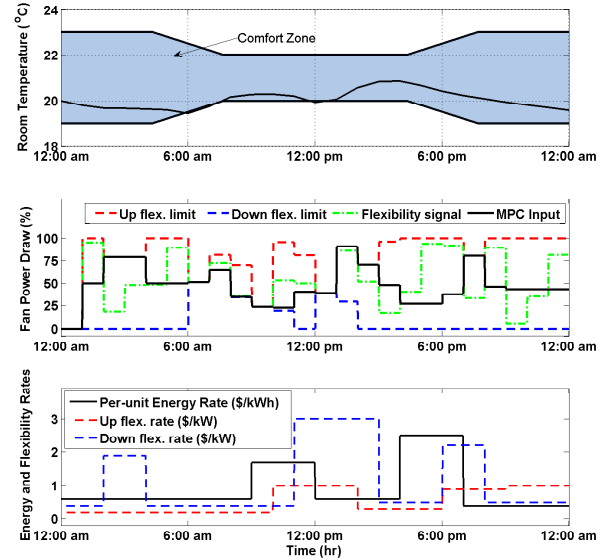 Room Temperature (°C)
24
22
20
18
Comfort Zone
12:00 am
6:00 am
12:00 pm
6:00 pm
12:00 am
Fan Power Draw (%)
Up flex. limit
Down flex. limit
Flexibility signal
MPC Input
100
75
50
25
0
12:00 am
6:00 am
12:00 pm
6:00 pm
12:00 am
Energy and Flexibility Rates
Per-unit Energy Rate ($/kWh)
Up flex. rate ($/kW)
Down flex. rate ($/kW)
3
2
1
0
12:00 am
6:00 am
12:00 pm
6:00 pm
12:00 am
Time (hr)